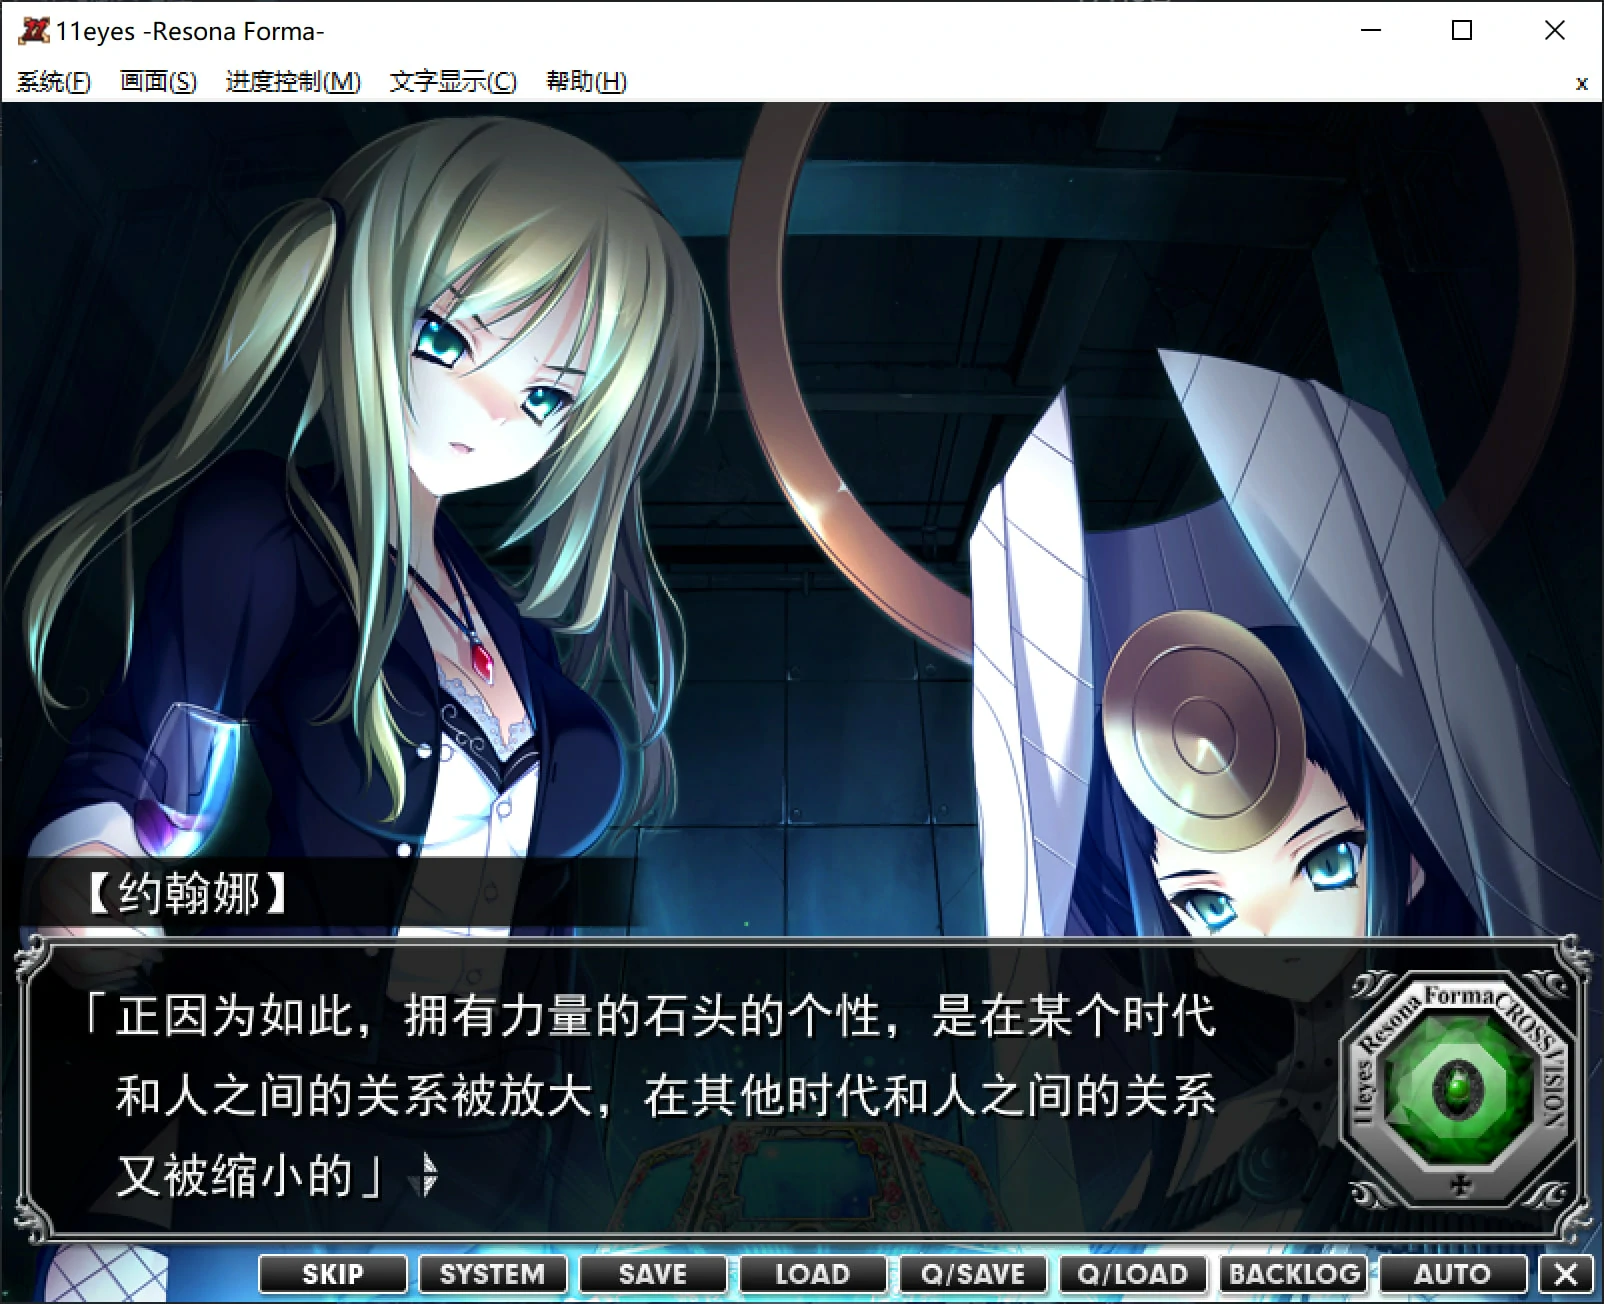 11eyes -Resona Forma-
系统(F) 画面(S) 进度控制(M) 文字显示(C) 帮助(H) x
【约翰娜】
「正因为如此，拥有力量的石头的个性，是在某个时代
和人之间的关系被放大，在其他时代和人之间的关系
又被缩小的」
11eyes Resona Forma CROSS VISION
SKIP SYSTEM SAVE LOAD Q/SAVE Q/LOAD BACKLOG AUTO X